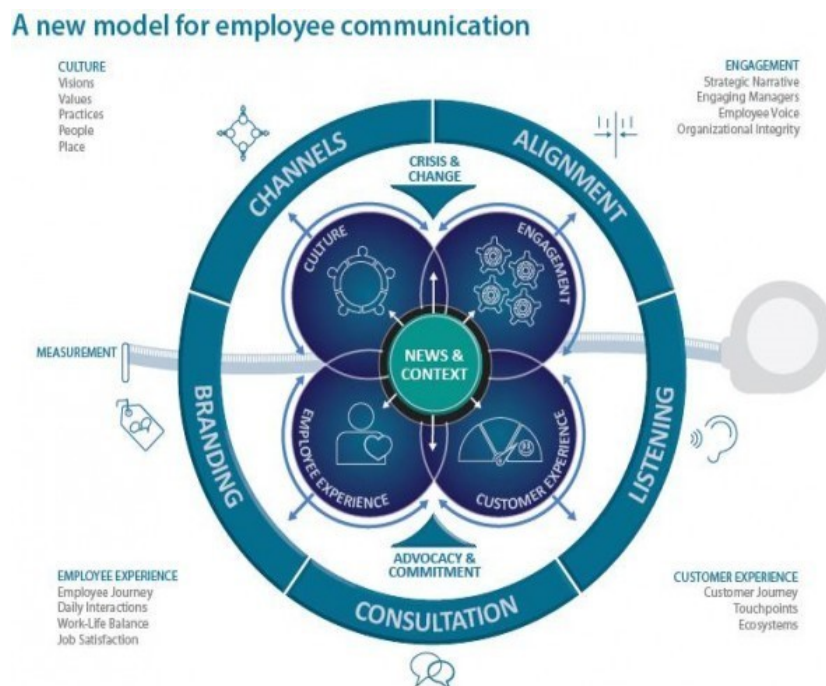 A new model for employee communication
CULTURE
Visions
Values
Practices
People
Place
ENGAGEMENT
Strategic Narrative
Engaging Managers
Employee Voice
Organizational Integrity
CHANNELS
ALIGNMENT
CRISIS &
CHANGE
CULTURE
ENGAGEMENT
MEASUREMENT
NEWS &
CONTEXT
BRANDING
LISTENING
EMPLOYEE EXPERIENCE
CUSTOMER EXPERIENCE
ADVOCACY &
COMMITMENT
CONSULTATION
EMPLOYEE EXPERIENCE
Employee Journey
Daily Interactions
Work-Life Balance
Job Satisfaction
CUSTOMER EXPERIENCE
Customer Journey
Touchpoints
Ecosystems